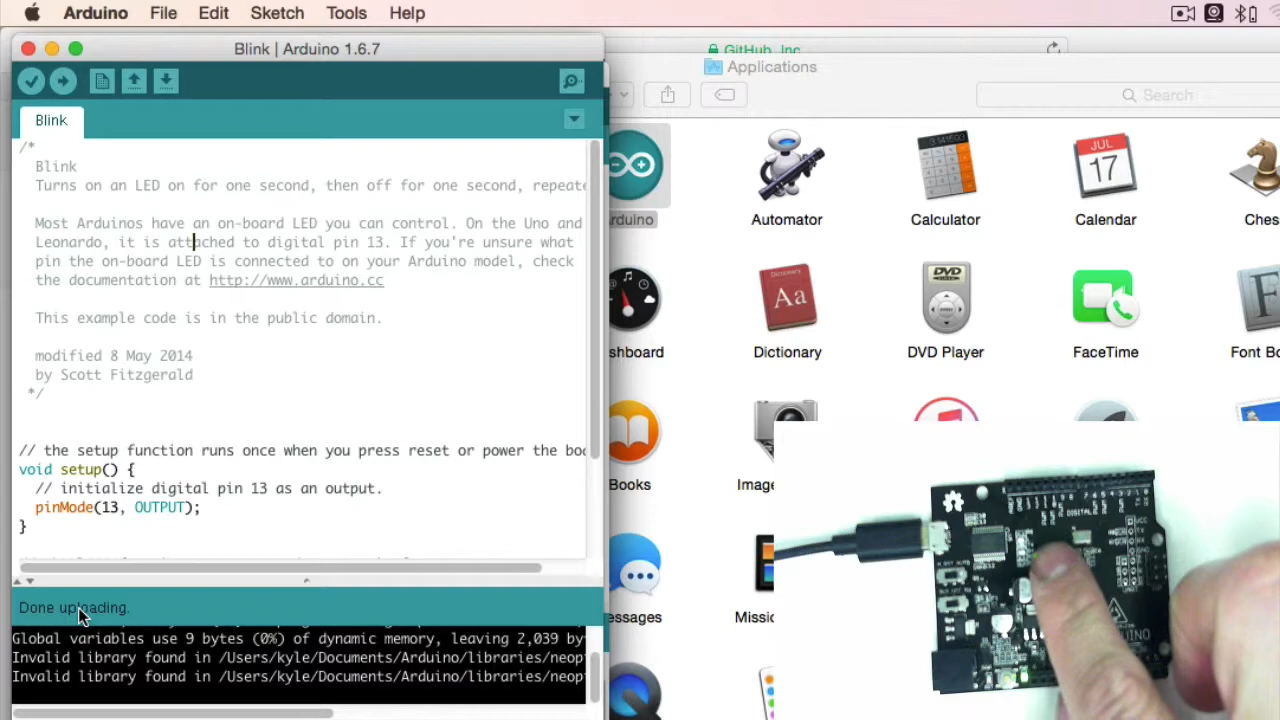 Arduino File Edit Sketch Tools Help
Blink | Arduino 1.6.7
GitHub, Inc.
Applications
Search
Blink
/*
Blink
Turns on an LED on for one second, then off for one second, repeate
Most Arduinos have an on-board LED you can control. On the Uno and
Leonardo, it is attached to digital pin 13. If you're unsure what
pin the on-board LED is connected to on your Arduino model, check
the documentation at http://www.arduino.cc
This example code is in the public domain.
modified 8 May 2014
by Scott Fitzgerald
*/
// the setup function runs once when you press reset or power the boa
void setup() {
// initialize digital pin 13 as an output.
pinMode(13, OUTPUT);
}
Done uploading.
Global variables use 9 bytes (0%) of dynamic memory, leaving 2,039 by
Invalid library found in /Users/kyle/Documents/Arduino/libraries/neop
Invalid library found in /Users/kyle/Documents/Arduino/libraries/neop
rduino
Automator
Calculator
JUL
17
Calendar
Ches
shboard
Aa
Dictionary
DVD
DVD Player
FaceTime
F
Font Bo
Books
Image
essages
Missio
DIGITAL